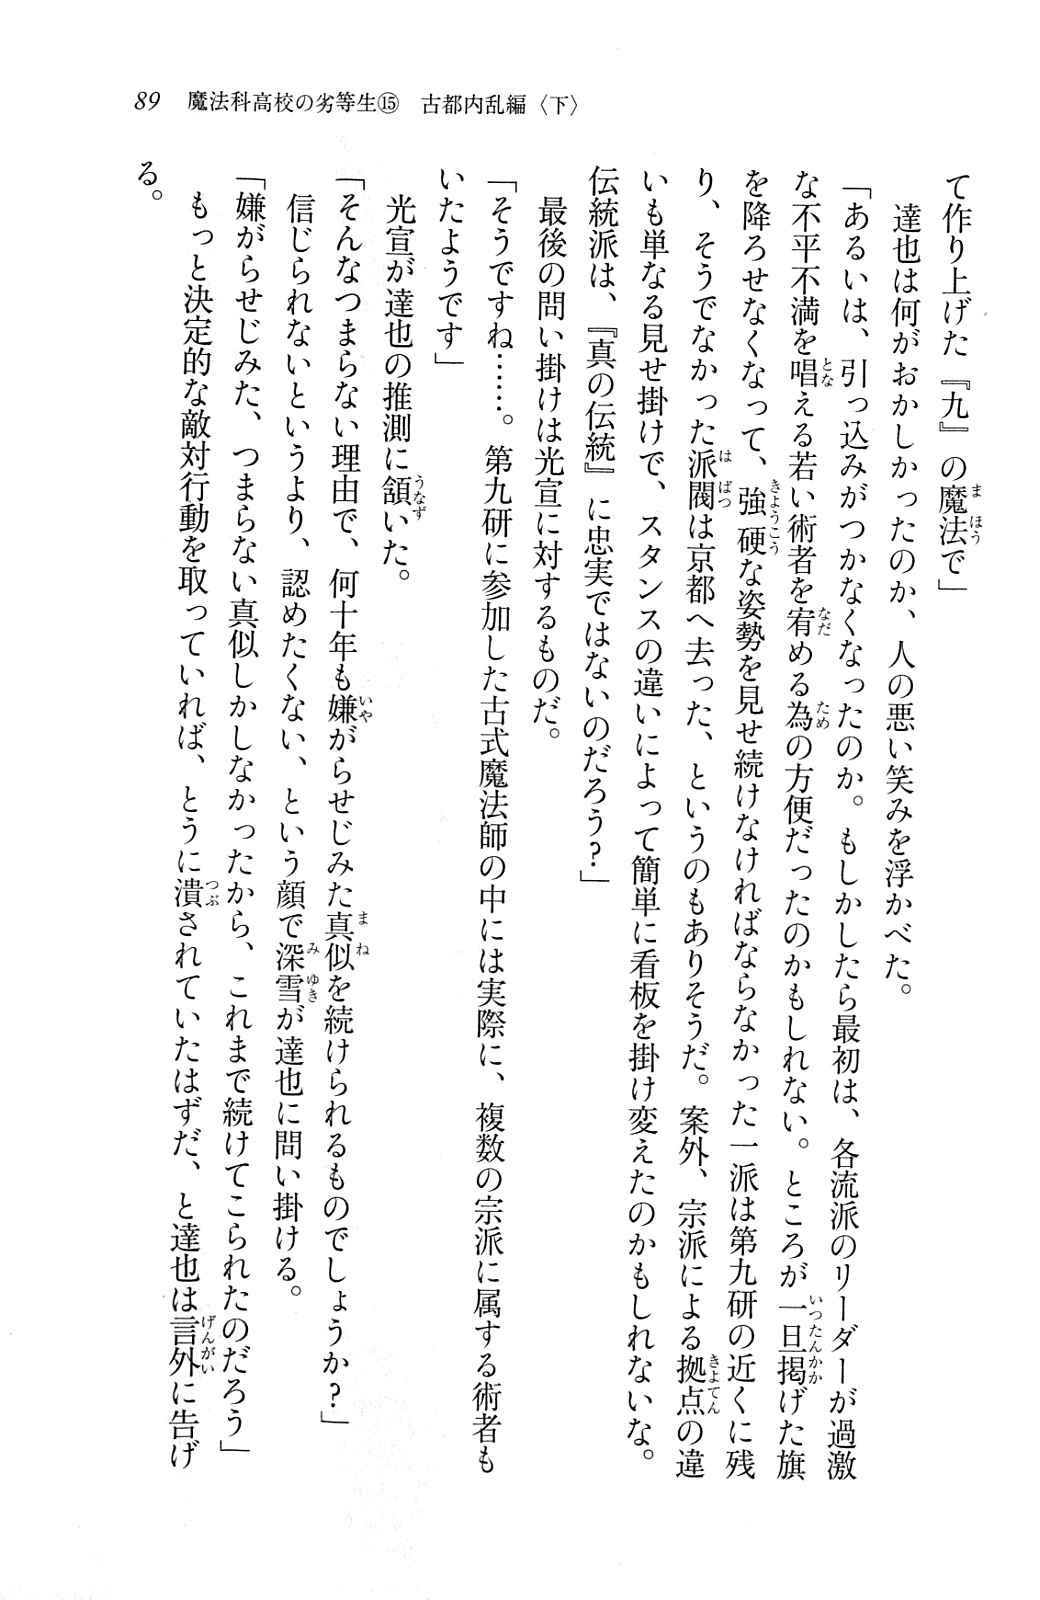 89　魔法科高校の劣等生⑮　古都内乱編〈下〉
て作り上げた『九』の魔法で」
　達也は何がおかしかったのか、人の悪い笑みを浮かべた。
「あるいは、引っ込みがつかなくなったのか。もしかしたら最初は、各流派のリーダーが過激
な不平不満を唱える若い術者を宥める為の方便だったのかもしれない。ところが一旦掲げた旗
を降ろせなくなって、強硬な姿勢を見せ続けなければならなかった一派は第九研の近くに残
り、そうでなかった派閥は京都へ去った、というのもありそうだ。案外、宗派による拠点の違
いも単なる見せ掛けで、スタンスの違いによって簡単に看板を掛け変えたのかもしれないな。
伝統派は、『真の伝統』に忠実ではないのだろう？」
　最後の問い掛けは光宣に対するものだ。
「そうですね……。第九研に参加した古式魔法師の中には実際に、複数の宗派に属する術者も
いたようです」
　光宣が達也の推測に頷いた。
「そんなつまらない理由で、何十年も嫌がらせじみた真似を続けられるものでしょうか？」
　信じられないというより、認めたくない、という顔で深雪が達也に問い掛ける。
「嫌がらせじみた、つまらない真似しかしなかったから、これまで続けてこられたのだろう」
　もっと決定的な敵対行動を取っていれば、とうに潰されていたはずだ、と達也は言外に告げ
る。